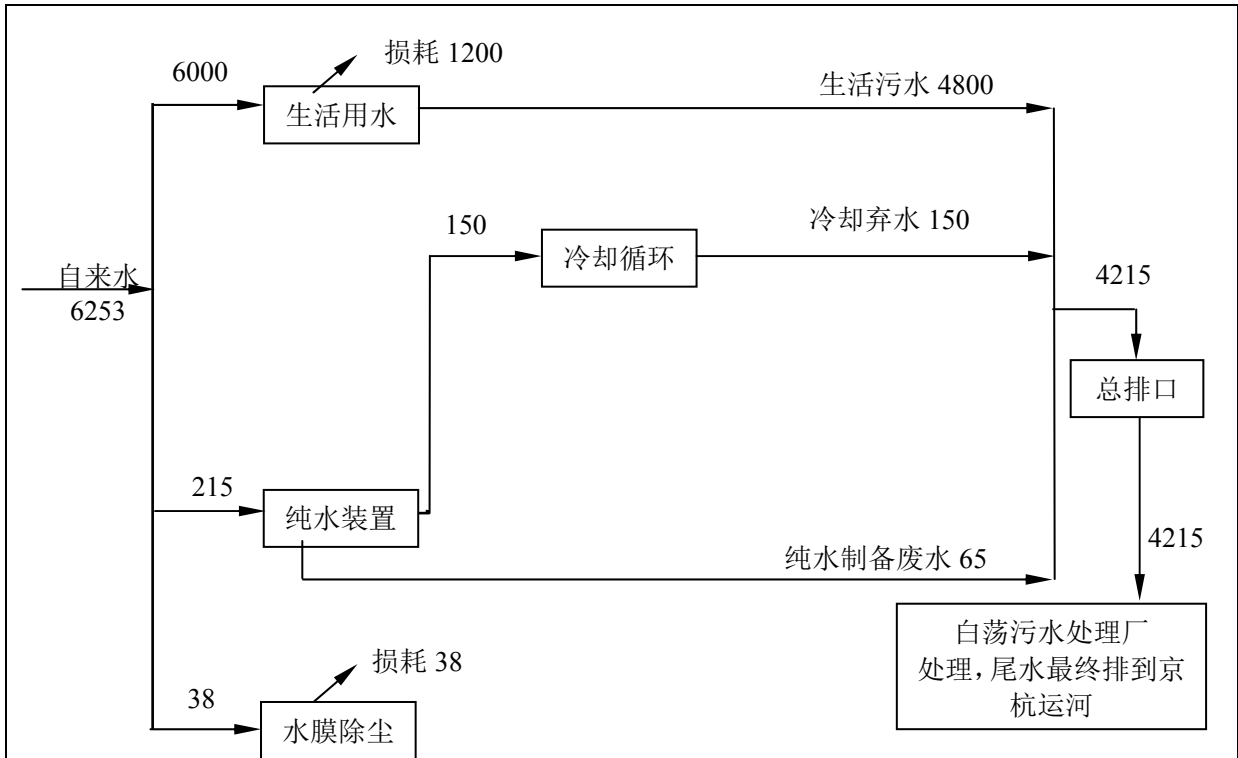 损耗 1200
6000
生活用水
生活污水 4800
150
冷却循环
冷却弃水 150
自来水
6253
4215
总排口
215
纯水装置
纯水制备废水 65
4215
白荡污水处理厂
处理,尾水最终排到京
杭运河
损耗 38
38
水膜除尘